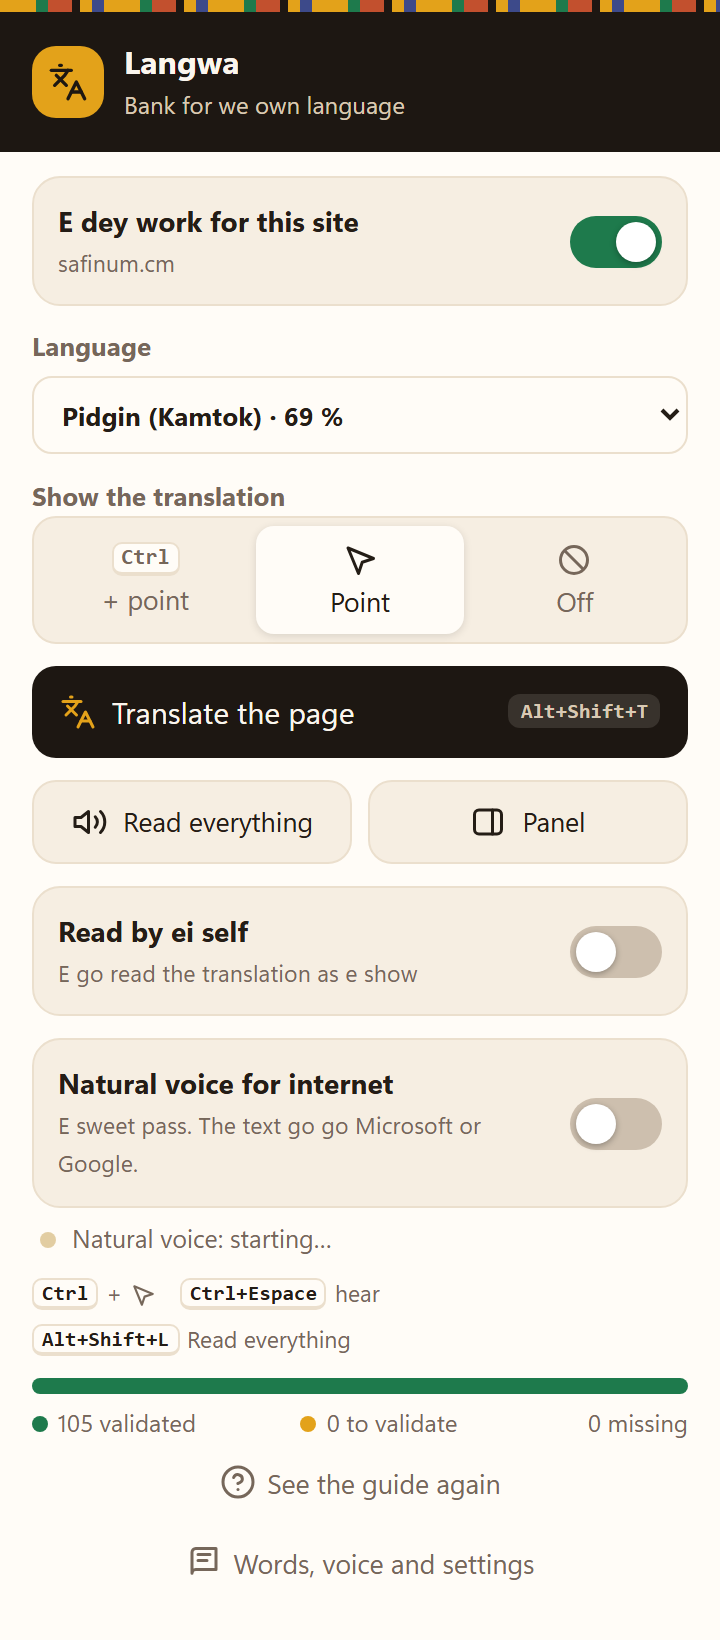 Langwa
Bank for we own language
E dey work for this site
safinum.cm
Language
Pidgin (Kamtok) · 69 %
Show the translation
Ctrl
+ point
Point
Off
Translate the page
Alt+Shift+T
Read everything
Panel
Read by ei self
E go read the translation as e show
Natural voice for internet
E sweet pass. The text go go Microsoft or
Google.
Natural voice: starting...
Ctrl + Ctrl+Espace hear
Alt+Shift+L Read everything
105 validated
0 to validate
0 missing
See the guide again
Words, voice and settings